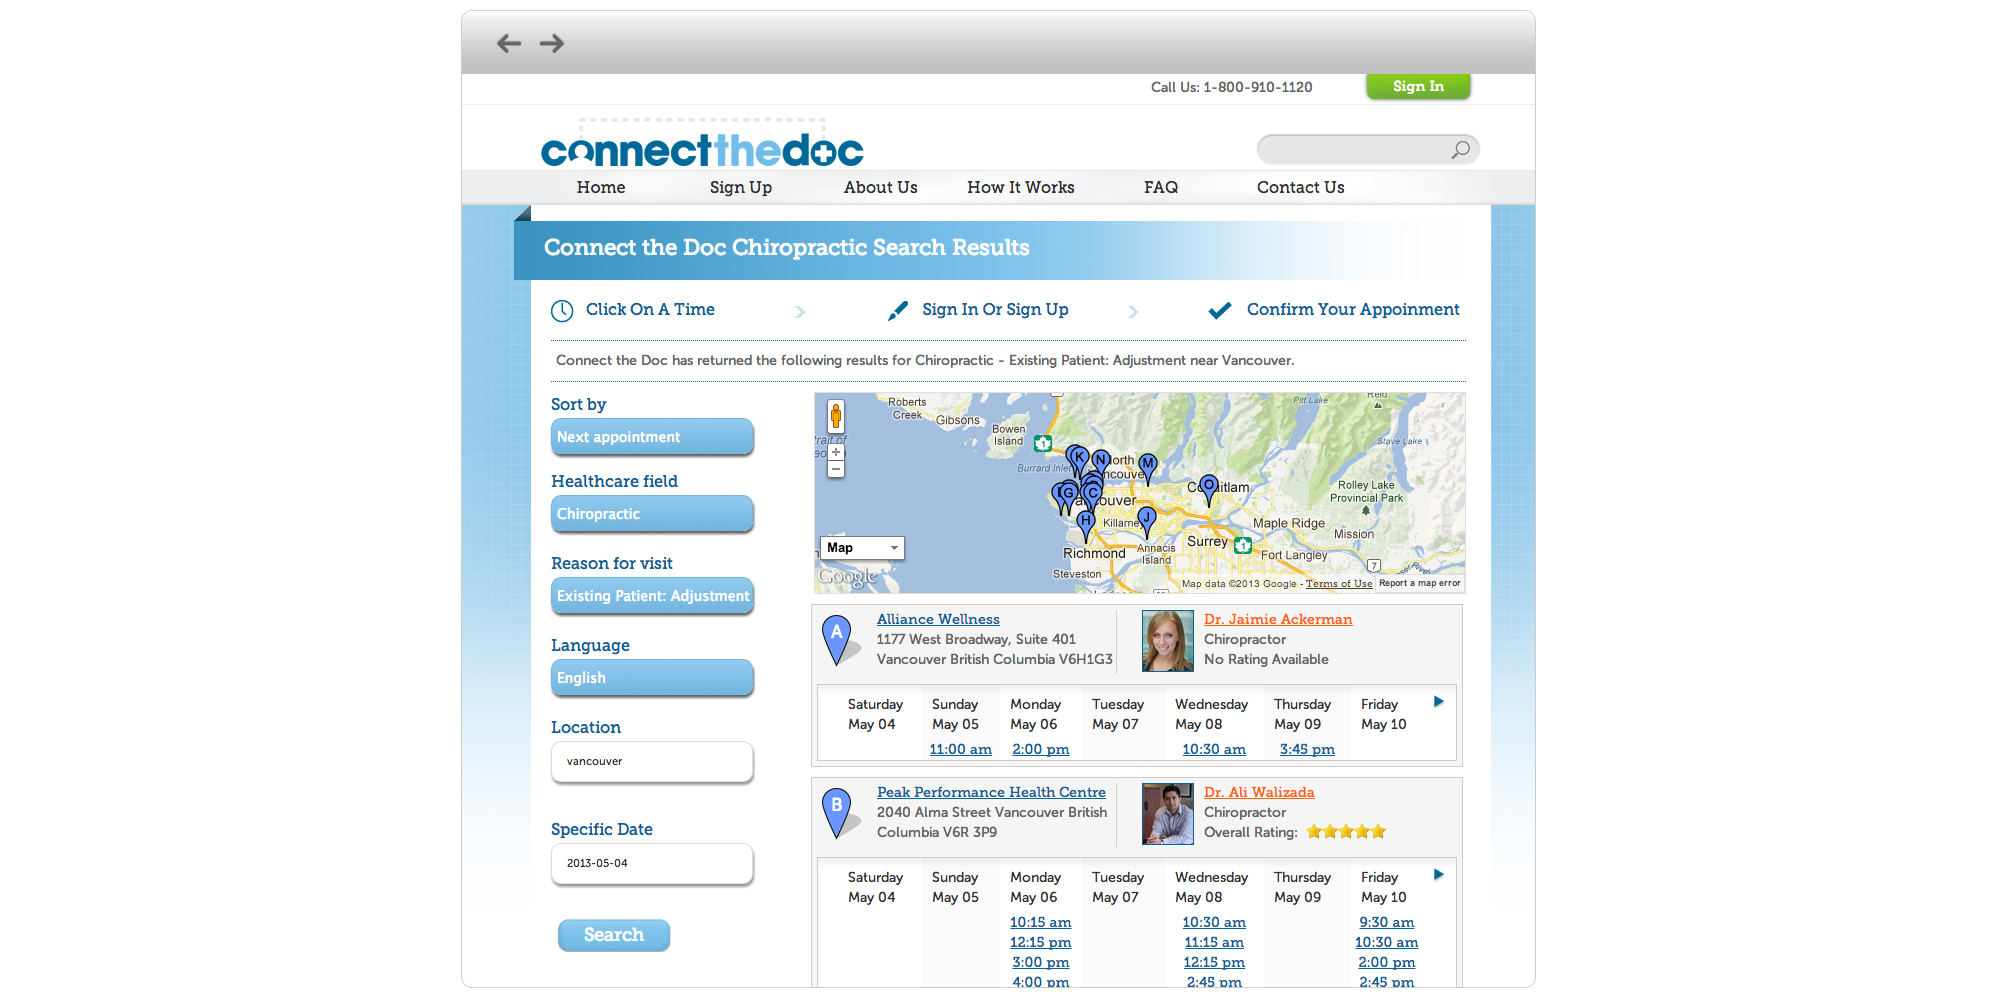 Call Us: 1-800-910-1120
Sign In
connectthedoc
Home Sign Up About Us How It Works FAQ Contact Us
Connect the Doc Chiropractic Search Results
Click On A Time Sign In Or Sign Up Confirm Your Appoinment
Connect the Doc has returned the following results for Chiropractic - Existing Patient: Adjustment near Vancouver.
Sort by
Next appointment
Healthcare field
Chiropractic
Reason for visit
Existing Patient: Adjustment
Language
English
Location
vancouver
Specific Date
2013-05-04
Search
Roberts
Creek
Gibsons
Bowen
Island
1
Pitt Lake
Stave Lake
Burrard Inlet
K
N
M
O
G
C
H
J
Rolley Lake
Provincial Park
Killarney
Maple Ridge
Mission
Richmond
Annacis
Island
Surrey
1
Fort Langley
7
Steveston
Map
Google
Map data ©2013 Google - Terms of Use
Report a map error
A
Alliance Wellness
1177 West Broadway, Suite 401
Vancouver British Columbia V6H1G3
Dr. Jaimie Ackerman
Chiropractor
No Rating Available
Saturday Sunday Monday Tuesday Wednesday Thursday Friday
May 04 May 05 May 06 May 07 May 08 May 09 May 10
11:00 am 2:00 pm 10:30 am 3:45 pm
B
Peak Performance Health Centre
2040 Alma Street Vancouver British
Columbia V6R 3P9
Dr. Ali Walizada
Chiropractor
Overall Rating:
Saturday Sunday Monday Tuesday Wednesday Thursday Friday
May 04 May 05 May 06 May 07 May 08 May 09 May 10
10:15 am 10:30 am 9:30 am
12:15 pm 11:15 am 10:30 am
3:00 pm 12:15 pm 2:00 pm
4:00 pm 2:45 pm 2:45 pm